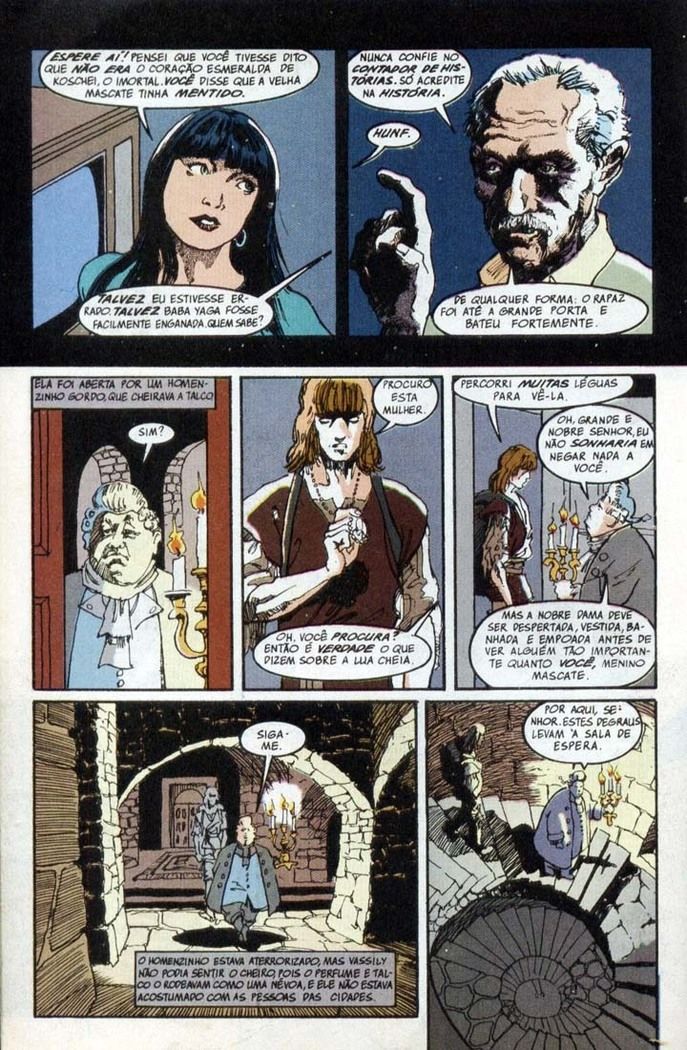 ESPERE AÍ! PENSEI QUE VOCÊ TIVESSE DITO
QUE NÃO ERA O CORAÇÃO ESMERALDA DE
KOSCHEI, O IMORTAL. VOCÊ DISSE QUE A VELHA
MASCATE TINHA MENTIDO.
TALVEZ EU ESTIVESSE ER-
RADO. TALVEZ BABA YAGA FOSSE
FACILMENTE ENGANADA. QUEM SABE?
NUNCA CONFIE NO
CONTADOR DE HIS-
TÓRIAS. SÓ ACREDITE
NA HISTÓRIA.
HUNF.
DE QUALQUER FORMA: O RAPAZ
FOI ATÉ A GRANDE PORTA E
BATEU FORTEMENTE.
ELA FOI ABERTA POR UM HOMEN-
ZINHO GORDO, QUE CHEIRAVA A TALCO.
SIM?
PROCURO
ESTA
MULHER.
OH, VOCÊ PROCURA?
ENTÃO É VERDADE O QUE
DIZEM SOBRE A LUA CHEIA.
PERCORRI MUITAS LÉGUAS
PARA VÊ-LA.
OH, GRANDE E
NOBRE SENHOR, EU
NÃO SONHARIA EM
NEGAR NADA A
VOCÊ.
MAS A NOBRE DAMA DEVE
SER DESPERTADA, VESTIDA, BA-
NHADA E EMPOADA ANTES DE
VER ALGUÉM TÃO IMPORTAN-
TE QUANTO VOCÊ, MENINO
MASCATE.
SIGA-
ME.
O HOMENZINHO ESTAVA ATERRORIZADO, MAS VASSILY
NÃO PODIA SENTIR O CHEIRO, POIS O PERFUME E TAL-
CO O RODEAVAM COMO UMA NÉVOA, E ELE NÃO ESTAVA
ACOSTUMADO COM AS PESSOAS DAS CIDADES.
POR AQUI, SE-
NHOR. ESTES DEGRAUS
LEVAM À SALA DE
ESPERA.